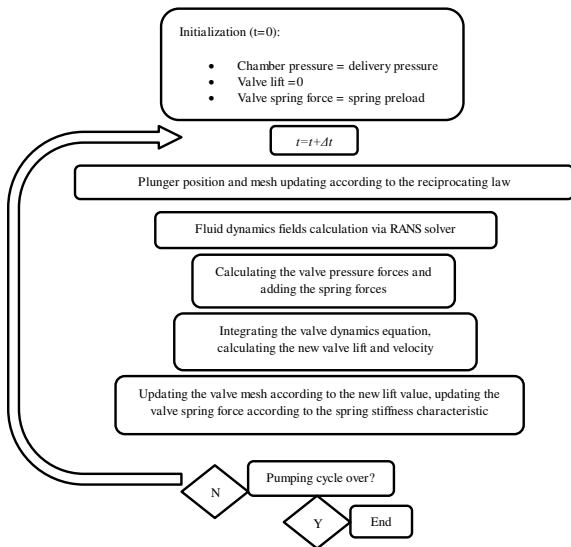 Initialization (t=0):
• Chamber pressure = delivery pressure
• Valve lift =0
• Valve spring force = spring preload
t=t+Δt
Plunger position and mesh updating according to the reciprocating law
Fluid dynamics fields calculation via RANS solver
Calculating the valve pressure forces and
adding the spring forces
Integrating the valve dynamics equation,
calculating the new valve lift and velocity
Updating the valve mesh according to the new lift value, updating the
valve spring force according to the spring stiffness characteristic
Pumping cycle over?
N
Y
End